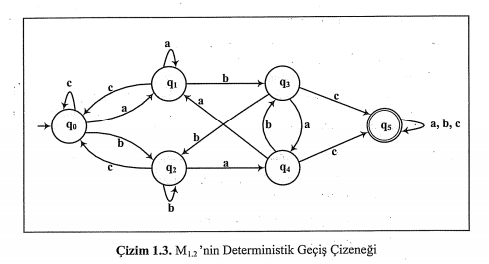 a
c
q1
b
q3
c
a
c
a
q0
b
b
a
q5
a, b, c
b
c
q2
a
q4
c
b
Çizim 1.3. M1.2'nin Deterministik Geçiş Çizeneği